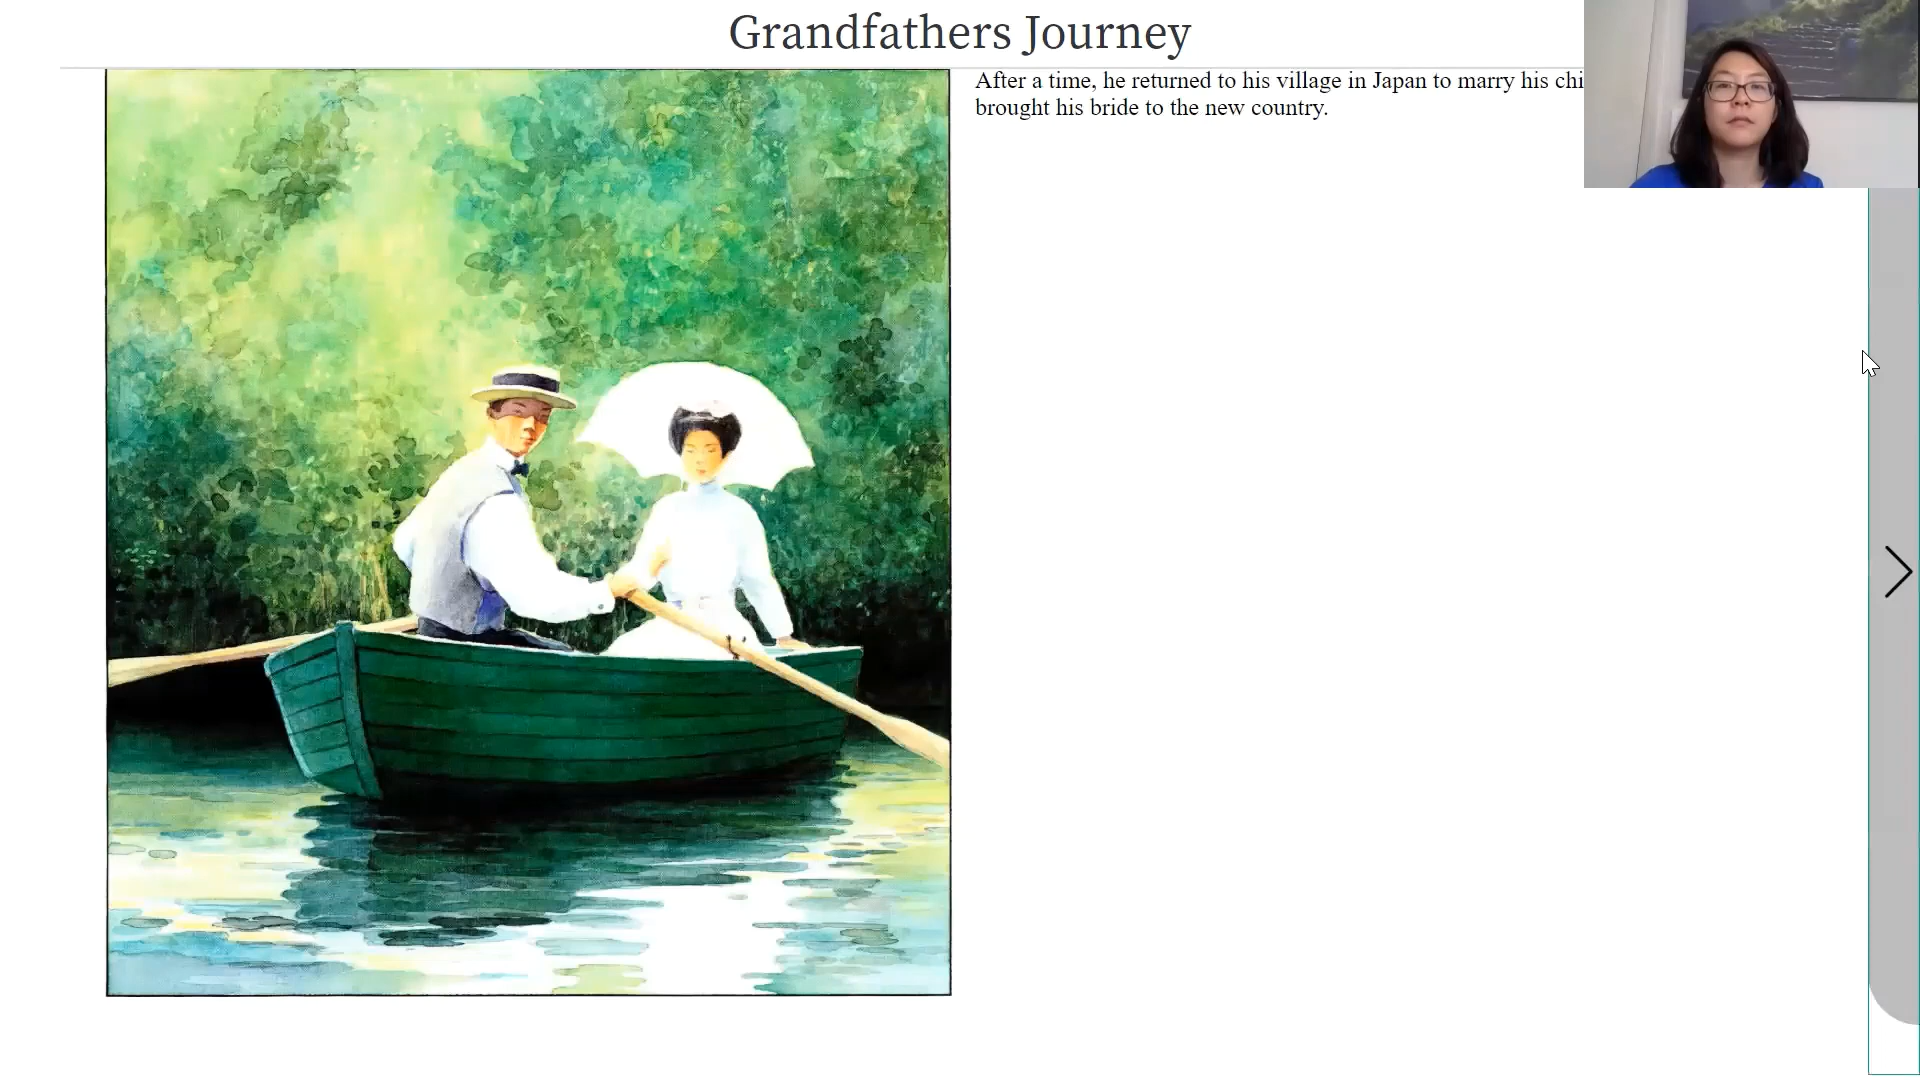 Grandfathers Journey
After a time, he returned to his village in Japan to marry his chi
brought his bride to the new country.